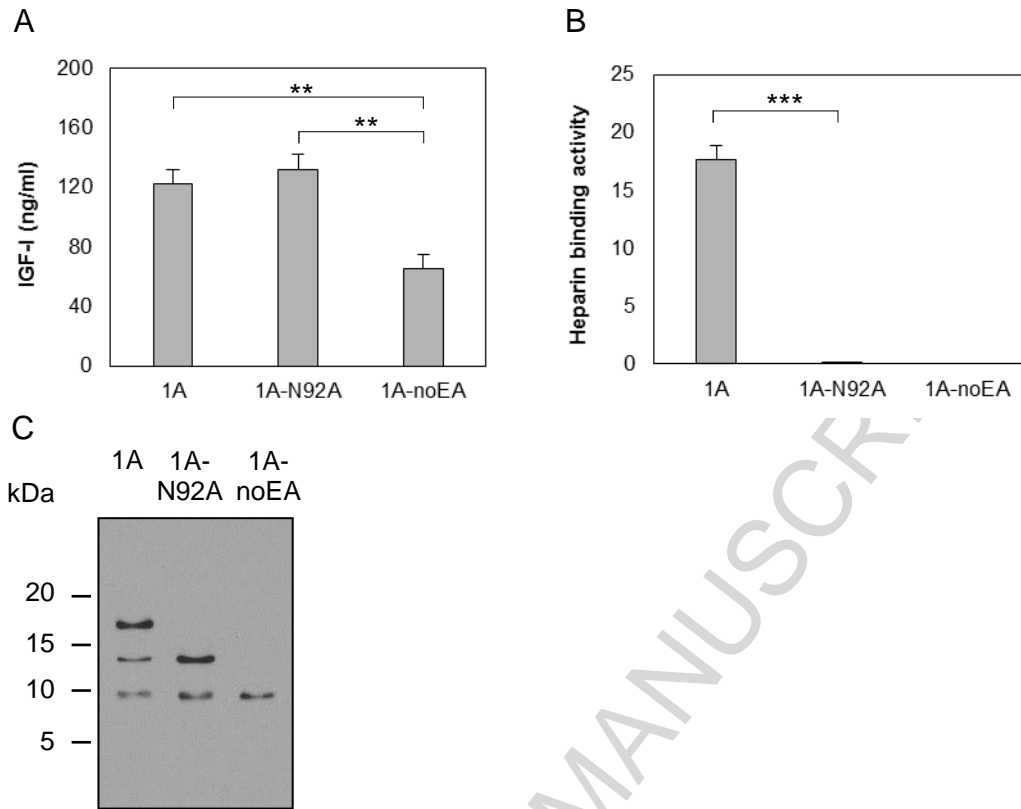 A
200
160
120
80
40
0
IGF-I (ng/ml)
**
**
1A
1A-N92A
1A-noEA
B
25
20
15
10
5
0
Heparin binding activity
***
1A
1A-N92A
1A-noEA
C
kDa
1A
1A-
N92A
1A-
noEA
20
15
10
5
MANUSCRI